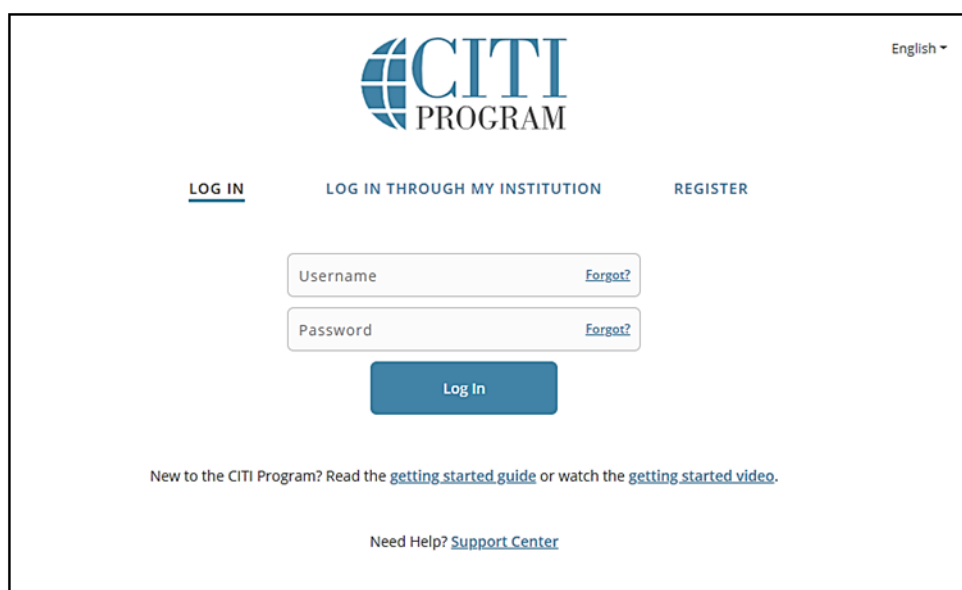 CITI
PROGRAM
English
LOG IN LOG IN THROUGH MY INSTITUTION REGISTER
Username Forgot?
Password Forgot?
Log In
New to the CITI Program? Read the getting started guide or watch the getting started video.
Need Help? Support Center